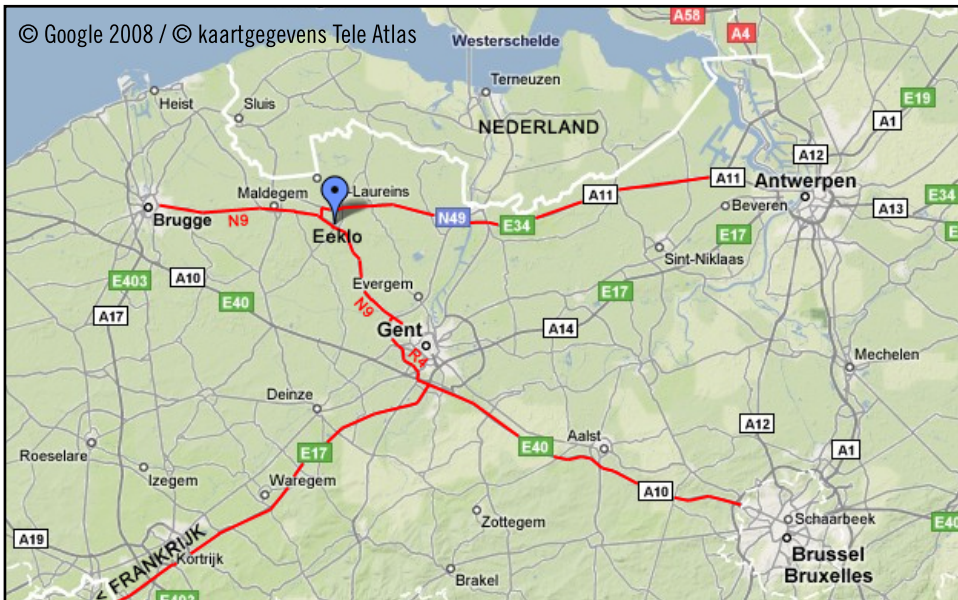 © Google 2008 / © kaartgegevens Tele Atlas
A58
A4
Westerschelde
Terneuzen
Heist
Sluis
E19
A1
NEDERLAND
A12
Maldegem
-Laureins
A11
A11
Antwerpen
E34
Brugge
N9
N49
E34
Beveren
A13
Eeklo
E17
Sint-Niklaas
E403
A10
Evergem
E17
E40
A17
N9
Gent
A14
R4
Mechelen
Deinze
A12
Roeselare
E17
E40
Aalst
A1
Izegem
Waregem
A10
Zottegem
Schaarbeek
E40
A19
< FRANKRIJK
Kortrijk
Brussel
Bruxelles
Brakel
E403